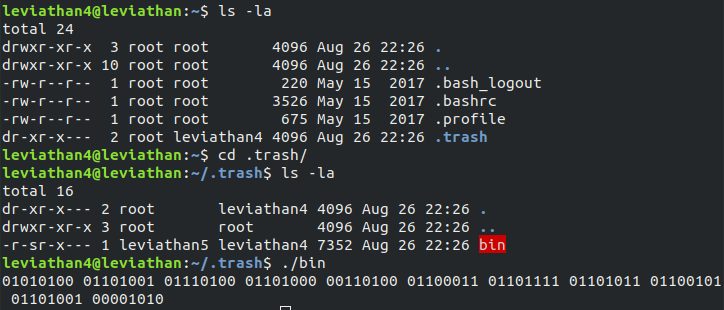 leviathan4@leviathan:~$ ls -la
total 24
drwxr-xr-x  3 root root       4096 Aug 26 22:26 .
drwxr-xr-x 10 root root       4096 Aug 26 22:26 ..
-rw-r--r--  1 root root        220 May 15  2017 .bash_logout
-rw-r--r--  1 root root       3526 May 15  2017 .bashrc
-rw-r--r--  1 root root        675 May 15  2017 .profile
dr-xr-x---  2 root leviathan4 4096 Aug 26 22:26 .trash
leviathan4@leviathan:~$ cd .trash/
leviathan4@leviathan:~/.trash$ ls -la
total 16
dr-xr-x--- 2 root       leviathan4 4096 Aug 26 22:26 .
drwxr-xr-x 3 root       root       4096 Aug 26 22:26 ..
-r-sr-x--- 1 leviathan5 leviathan4 7352 Aug 26 22:26 bin
leviathan4@leviathan:~/.trash$ ./bin
01010100 01101001 01110100 01101000 00110100 01100011 01101111 01101011 01100101
 01101001 00001010